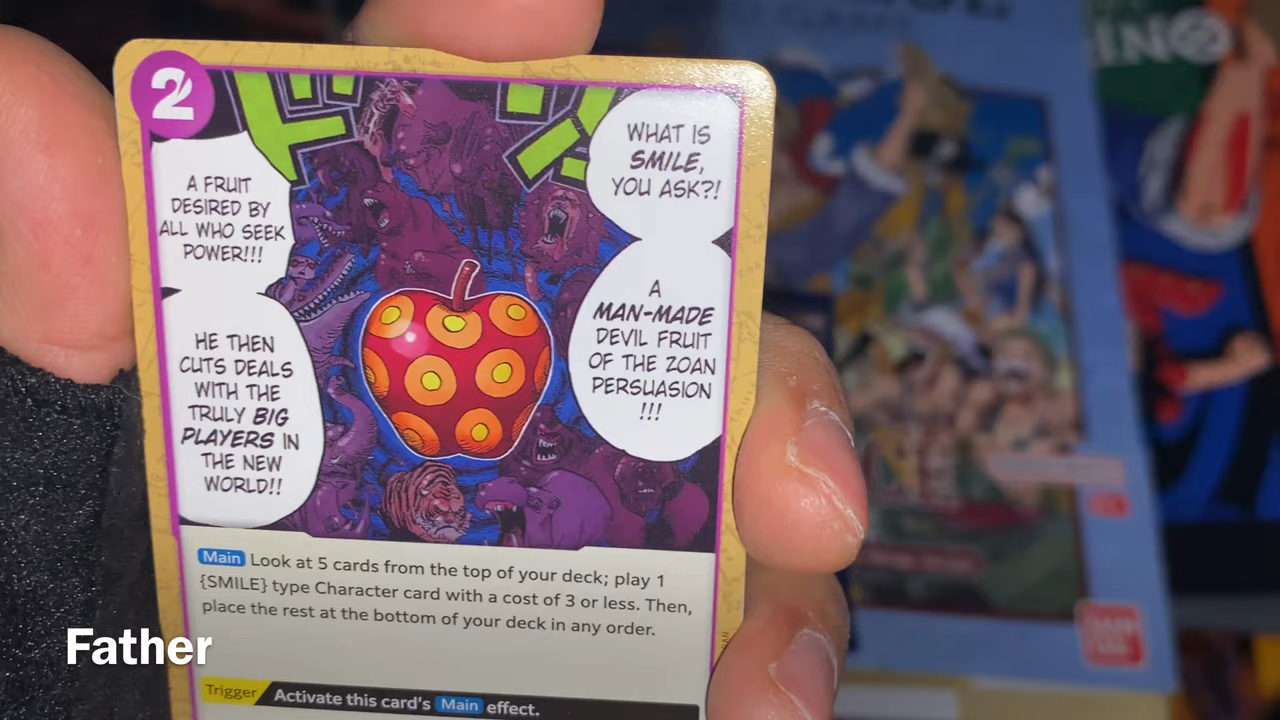 2
WHAT IS
SMILE,
YOU ASK?!
A
MAN-MADE
DEVIL FRUIT
OF THE ZOAN
PERSUASION
!!!
A FRUIT
DESIRED BY
ALL WHO SEEK
POWER!!!
HE THEN
CUTS DEALS
WITH THE
TRULY BIG
PLAYERS IN
THE NEW
WORLD!!
Main Look at 5 cards from the top of your deck; play 1
{SMILE} type Character card with a cost of 3 or less. Then,
place the rest at the bottom of your deck in any order.
Trigger Activate this card's Main effect.
Father